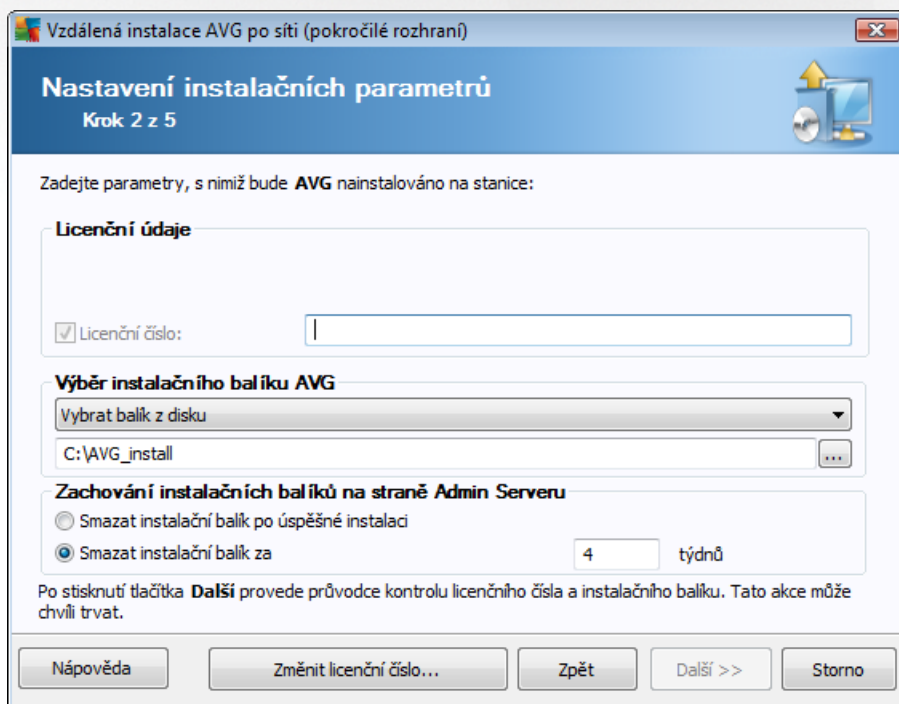 Vzdálená instalace AVG po síti (pokročilé rozhraní)
Nastavení instalačních parametrů
Krok 2 z 5
Zadejte parametry, s nimiž bude AVG nainstalováno na stanice:
Licenční údaje
Licenční číslo:
Výběr instalačního balíku AVG
Vybrat balík z disku
C:\AVG_install
...
Zachování instalačních balíků na straně Admin Serveru
Smazat instalační balík po úspěšné instalaci
Smazat instalační balík za 4 týdnů
Po stisknutí tlačítka Další provede průvodce kontrolu licenčního čísla a instalačního balíku. Tato akce může
chvíli trvat.
Nápověda Změnit licenční číslo... Zpět Další >> Storno